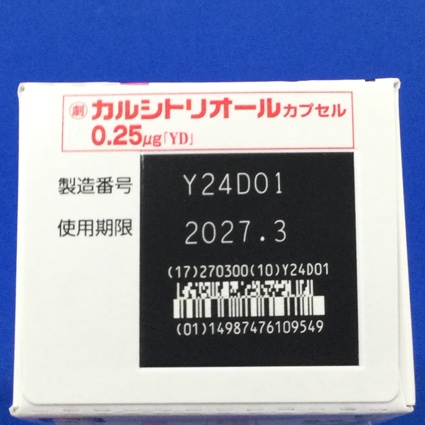 劇 カルシトリオールカプセル
0.25μg「YD」
製造番号 Y24D01
使用期限 2027.3
(17)270300(10)Y24D01
(01)14987476109549